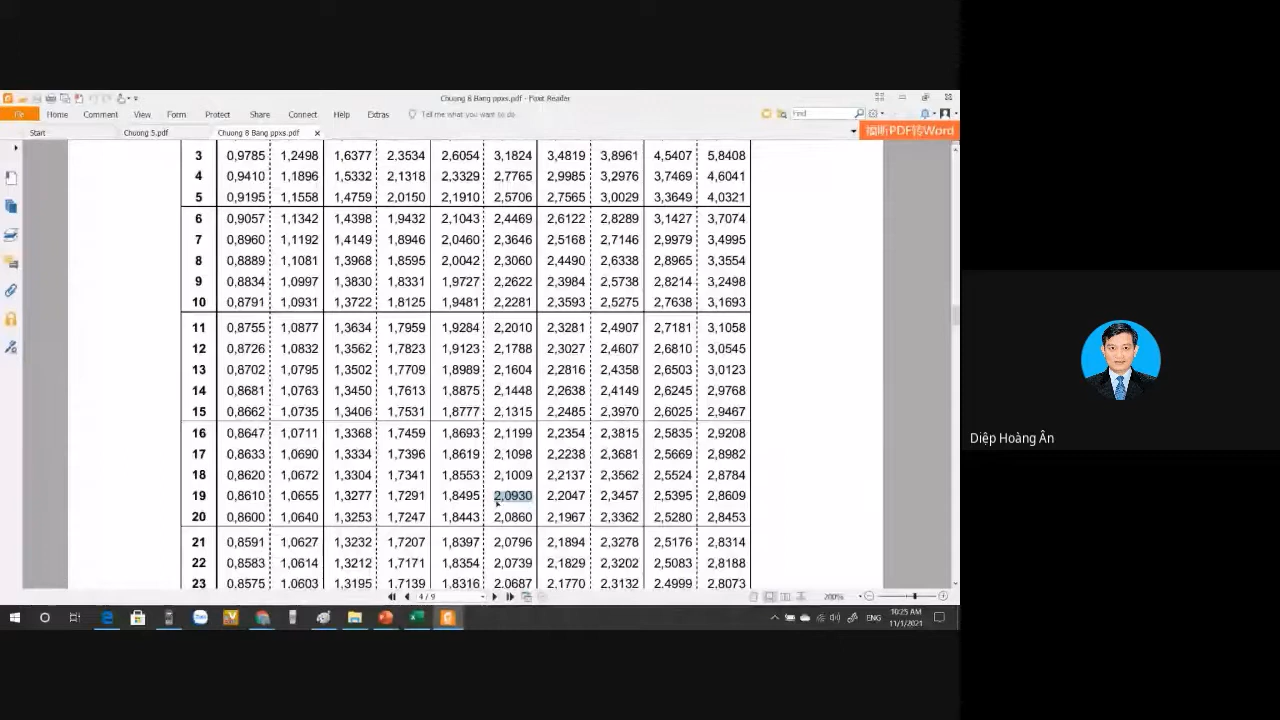 Chuong 8 Bang ppxs.pdf - Foxit Reader
File Home Comment View Form Protect Share Connect Help Extras Tell me what you want to do Find
Start Chuong 5.pdf Chuong 8 Bang ppxs.pdf × 福昕PDF转Word
3 0,9785 1,2498 1,6377 2.3534 2,6054 3,1824 3,4819 3,8961 4,5407 5,8408
4 0,9410 1,1896 1,5332 2,1318 2,3329 2,7765 2,9985 3,2976 3,7469 4,6041
5 0,9195 1,1558 1,4759 2,0150 2,1910 2,5706 2,7565 3,0029 3,3649 4,0321
6 0,9057 1,1342 1,4398 1,9432 2,1043 2,4469 2,6122 2,8289 3,1427 3,7074
7 0,8960 1,1192 1,4149 1,8946 2,0460 2,3646 2,5168 2,7146 2,9979 3,4995
8 0,8889 1,1081 1,3968 1,8595 2,0042 2,3060 2,4490 2,6338 2,8965 3,3554
9 0,8834 1,0997 1,3830 1,8331 1,9727 2,2622 2,3984 2,5738 2,8214 3,2498
10 0,8791 1,0931 1,3722 1,8125 1,9481 2,2281 2,3593 2,5275 2,7638 3,1693
11 0,8755 1,0877 1,3634 1,7959 1,9284 2,2010 2,3281 2,4907 2,7181 3,1058
12 0,8726 1,0832 1,3562 1,7823 1,9123 2,1788 2,3027 2,4607 2,6810 3,0545
13 0,8702 1,0795 1,3502 1,7709 1,8989 2,1604 2,2816 2,4358 2,6503 3,0123
14 0,8681 1,0763 1,3450 1,7613 1,8875 2,1448 2,2638 2,4149 2,6245 2,9768
15 0,8662 1,0735 1,3406 1,7531 1,8777 2,1315 2,2485 2,3970 2,6025 2,9467
16 0,8647 1,0711 1,3368 1,7459 1,8693 2,1199 2,2354 2,3815 2,5835 2,9208
17 0,8633 1,0690 1,3334 1,7396 1,8619 2,1098 2,2238 2,3681 2,5669 2,8982
18 0,8620 1,0672 1,3304 1,7341 1,8553 2,1009 2,2137 2,3562 2,5524 2,8784
19 0,8610 1,0655 1,3277 1,7291 1,8495 2,0930 2,2047 2,3457 2,5395 2,8609
20 0,8600 1,0640 1,3253 1,7247 1,8443 2,0860 2,1967 2,3362 2,5280 2,8453
21 0,8591 1,0627 1,3232 1,7207 1,8397 2,0796 2,1894 2,3278 2,5176 2,8314
22 0,8583 1,0614 1,3212 1,7171 1,8354 2,0739 2,1829 2,3202 2,5083 2,8188
23 0,8575 1,0603 1,3195 1,7139 1,8316 2,0687 2,1770 2,3132 2,4999 2,8073
4 / 9 200%
ENG 10:25 AM
11/1/2021
Diệp Hoàng Ân